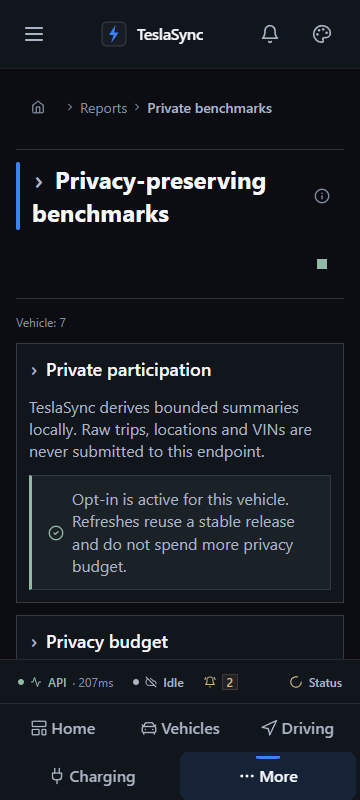 TeslaSync
Reports
Private benchmarks
Privacy-preserving
benchmarks
Vehicle: 7
Private participation
TeslaSync derives bounded summaries
locally. Raw trips, locations and VINs are
never submitted to this endpoint.
Opt-in is active for this vehicle.
Refreshes reuse a stable release
and do not spend more privacy
budget.
Privacy budget
API · 207ms Idle 2 Status
Home Vehicles Driving
Charging More